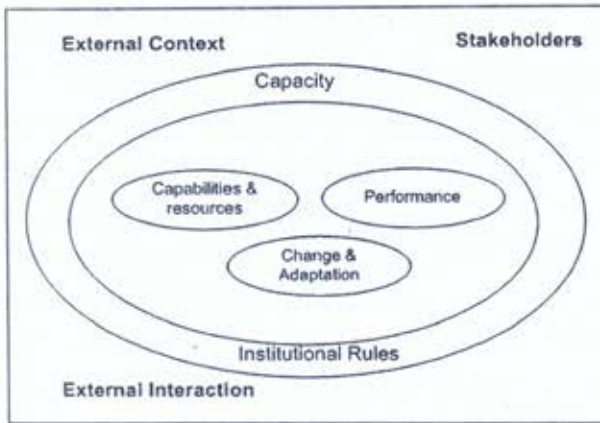 External Context
Stakeholders
Capacity
Capabilities &
resources
Performance
Change &
Adaptation
Institutional Rules
External Interaction